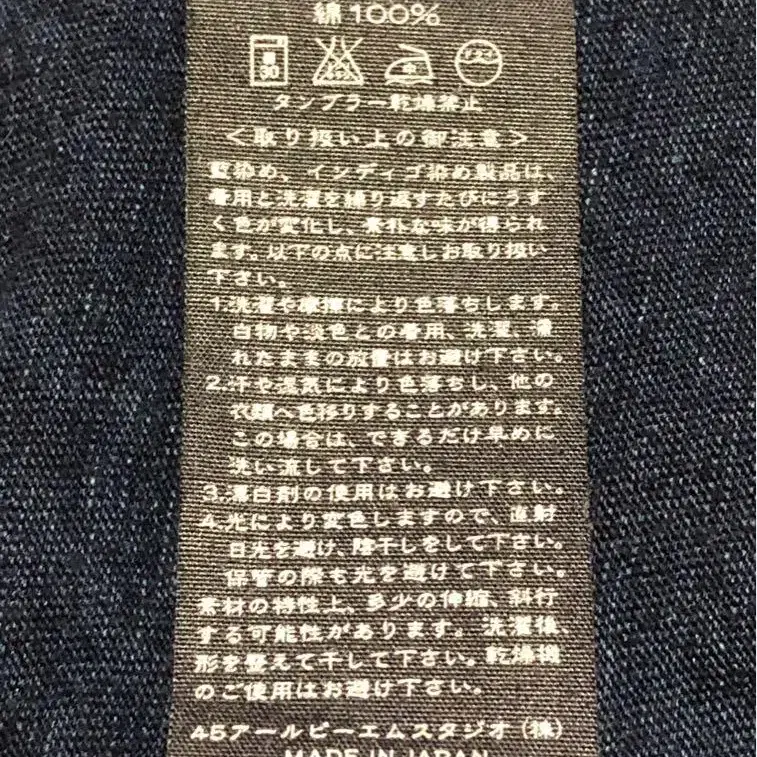 綿100%
30 エンソサラシ 中 ドライ
タンブラー乾燥禁止
<取り扱い上の御注意>
藍染め、インディゴ染め製品は、
着用と洗濯を繰り返すたびにうす
く色が変化し、素朴な味が得られ
ます。以下の点に注意しお取り扱い
下さい。
1.洗濯や摩擦により色落ちします。
白物や淡色との着用、洗濯、濡
れたままの放置はお避け下さい。
2.汗や湿気により色落ちし、他の
衣類へ色移りすることがあります。
この場合は、できるだけ早めに
洗い流して下さい。
3.漂白剤の使用はお避け下さい。
4.光により変色しますので、直射
日光を避け、陰干しをして下さい。
保管の際も光を避けて下さい。
素材の特性上、多少の伸縮、斜行
する可能性があります。洗濯後、
形を整えて干して下さい。乾燥機
のご使用はお避け下さい。
45アールピーエムスタジオ(株)
MADE IN JAPAN